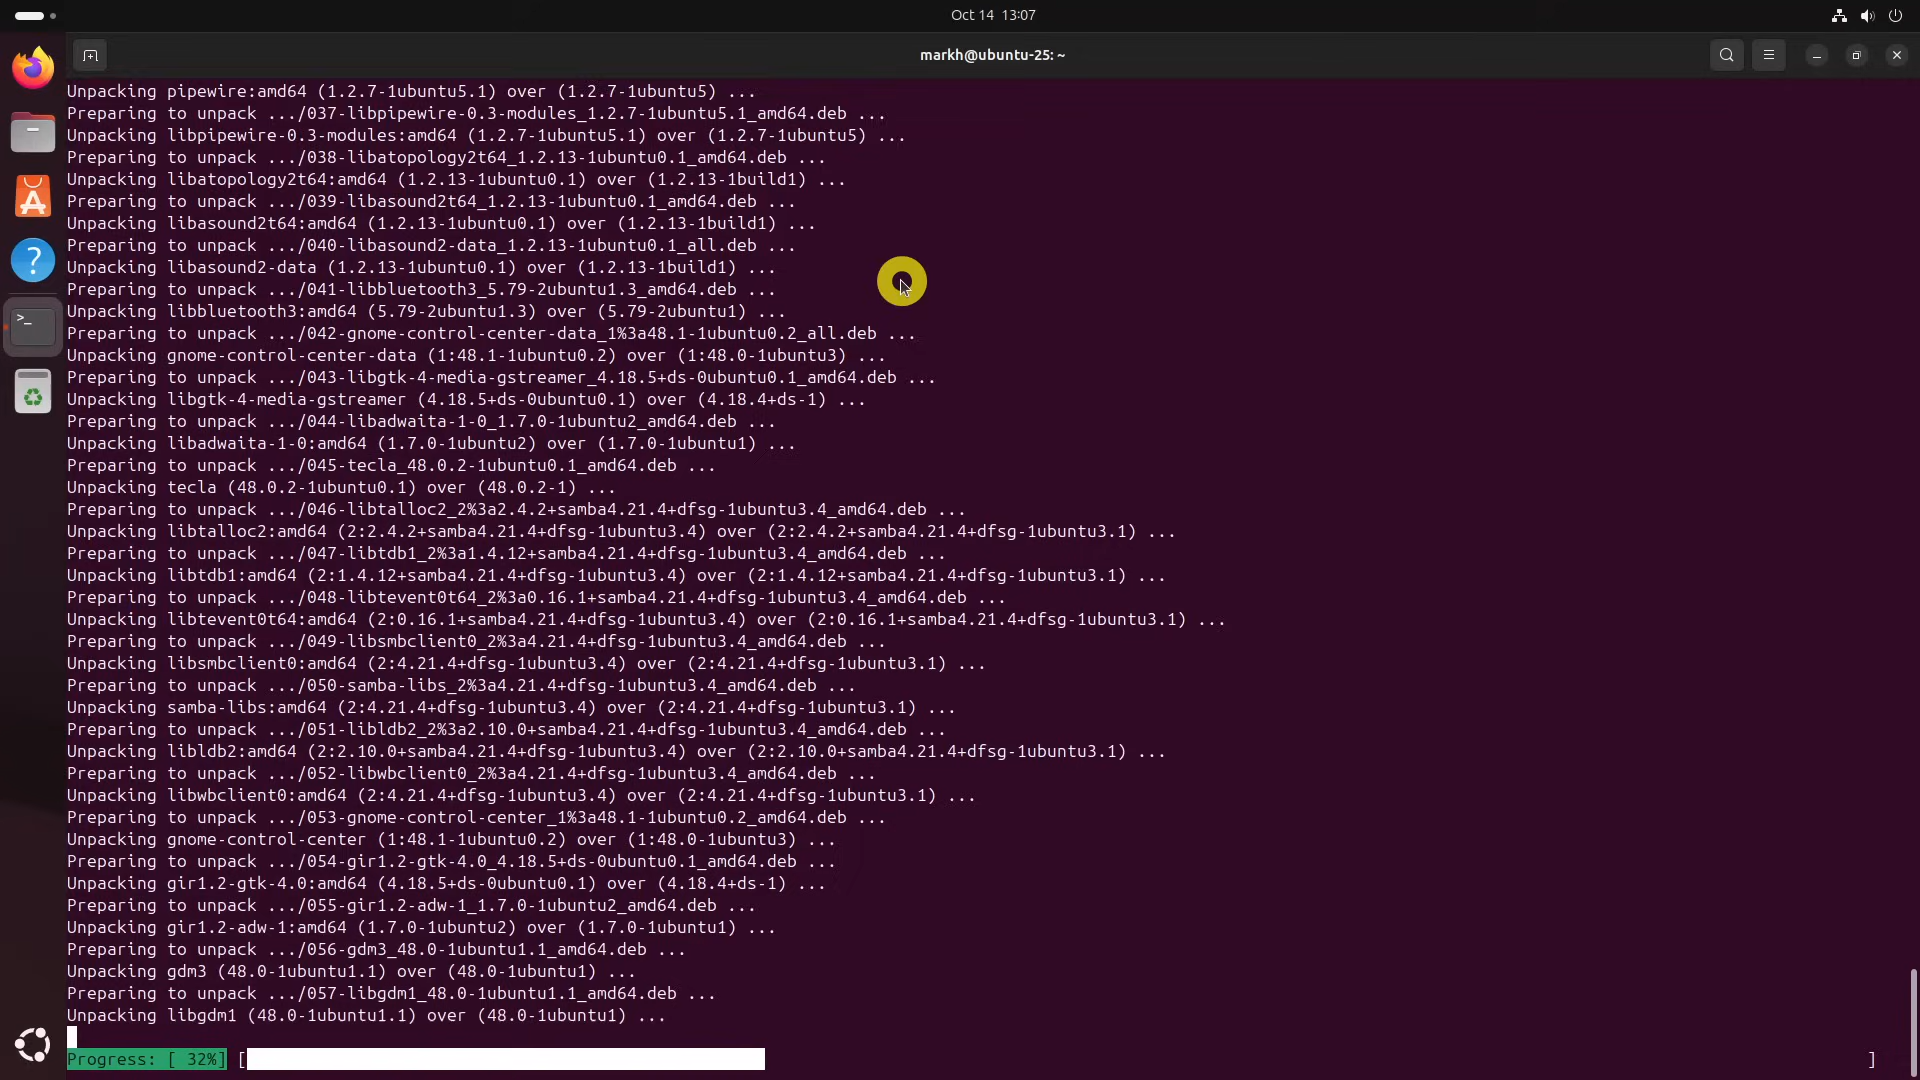 Oct 14 13:07
markh@ubuntu-25: ~
Unpacking pipewire:amd64 (1.2.7-1ubuntu5.1) over (1.2.7-1ubuntu5) ...
Preparing to unpack .../037-libpipewire-0.3-modules_1.2.7-1ubuntu5.1_amd64.deb ...
Unpacking libpipewire-0.3-modules:amd64 (1.2.7-1ubuntu5.1) over (1.2.7-1ubuntu5) ...
Preparing to unpack .../038-libatopology2t64_1.2.13-1ubuntu0.1_amd64.deb ...
Unpacking libatopology2t64:amd64 (1.2.13-1ubuntu0.1) over (1.2.13-1build1) ...
Preparing to unpack .../039-libasound2t64_1.2.13-1ubuntu0.1_amd64.deb ...
Unpacking libasound2t64:amd64 (1.2.13-1ubuntu0.1) over (1.2.13-1build1) ...
Preparing to unpack .../040-libasound2-data_1.2.13-1ubuntu0.1_all.deb ...
Unpacking libasound2-data (1.2.13-1ubuntu0.1) over (1.2.13-1build1) ...
Preparing to unpack .../041-libbluetooth3_5.79-2ubuntu1.3_amd64.deb ...
Unpacking libbluetooth3:amd64 (5.79-2ubuntu1.3) over (5.79-2ubuntu1) ...
Preparing to unpack .../042-gnome-control-center-data_1%3a48.1-1ubuntu0.2_all.deb ...
Unpacking gnome-control-center-data (1:48.1-1ubuntu0.2) over (1:48.0-1ubuntu3) ...
Preparing to unpack .../043-libgtk-4-media-gstreamer_4.18.5+ds-0ubuntu0.1_amd64.deb ...
Unpacking libgtk-4-media-gstreamer (4.18.5+ds-0ubuntu0.1) over (4.18.4+ds-1) ...
Preparing to unpack .../044-libadwaita-1-0_1.7.0-1ubuntu2_amd64.deb ...
Unpacking libadwaita-1-0:amd64 (1.7.0-1ubuntu2) over (1.7.0-1ubuntu1) ...
Preparing to unpack .../045-tecla_48.0.2-1ubuntu0.1_amd64.deb ...
Unpacking tecla (48.0.2-1ubuntu0.1) over (48.0.2-1) ...
Preparing to unpack .../046-libtalloc2_2%3a2.4.2+samba4.21.4+dfsg-1ubuntu3.4_amd64.deb ...
Unpacking libtalloc2:amd64 (2:2.4.2+samba4.21.4+dfsg-1ubuntu3.4) over (2:2.4.2+samba4.21.4+dfsg-1ubuntu3.1) ...
Preparing to unpack .../047-libtdb1_2%3a1.4.12+samba4.21.4+dfsg-1ubuntu3.4_amd64.deb ...
Unpacking libtdb1:amd64 (2:1.4.12+samba4.21.4+dfsg-1ubuntu3.4) over (2:1.4.12+samba4.21.4+dfsg-1ubuntu3.1) ...
Preparing to unpack .../048-libtevent0t64_2%3a0.16.1+samba4.21.4+dfsg-1ubuntu3.4_amd64.deb ...
Unpacking libtevent0t64:amd64 (2:0.16.1+samba4.21.4+dfsg-1ubuntu3.4) over (2:0.16.1+samba4.21.4+dfsg-1ubuntu3.1) ...
Preparing to unpack .../049-libsmbclient0_2%3a4.21.4+dfsg-1ubuntu3.4_amd64.deb ...
Unpacking libsmbclient0:amd64 (2:4.21.4+dfsg-1ubuntu3.4) over (2:4.21.4+dfsg-1ubuntu3.1) ...
Preparing to unpack .../050-samba-libs_2%3a4.21.4+dfsg-1ubuntu3.4_amd64.deb ...
Unpacking samba-libs:amd64 (2:4.21.4+dfsg-1ubuntu3.4) over (2:4.21.4+dfsg-1ubuntu3.1) ...
Preparing to unpack .../051-libldb2_2%3a2.10.0+samba4.21.4+dfsg-1ubuntu3.4_amd64.deb ...
Unpacking libldb2:amd64 (2:2.10.0+samba4.21.4+dfsg-1ubuntu3.4) over (2:2.10.0+samba4.21.4+dfsg-1ubuntu3.1) ...
Preparing to unpack .../052-libwbclient0_2%3a4.21.4+dfsg-1ubuntu3.4_amd64.deb ...
Unpacking libwbclient0:amd64 (2:4.21.4+dfsg-1ubuntu3.4) over (2:4.21.4+dfsg-1ubuntu3.1) ...
Preparing to unpack .../053-gnome-control-center_1%3a48.1-1ubuntu0.2_amd64.deb ...
Unpacking gnome-control-center (1:48.1-1ubuntu0.2) over (1:48.0-1ubuntu3) ...
Preparing to unpack .../054-gir1.2-gtk-4.0_4.18.5+ds-0ubuntu0.1_amd64.deb ...
Unpacking gir1.2-gtk-4.0:amd64 (4.18.5+ds-0ubuntu0.1) over (4.18.4+ds-1) ...
Preparing to unpack .../055-gir1.2-adw-1_1.7.0-1ubuntu2_amd64.deb ...
Unpacking gir1.2-adw-1:amd64 (1.7.0-1ubuntu2) over (1.7.0-1ubuntu1) ...
Preparing to unpack .../056-gdm3_48.0-1ubuntu1.1_amd64.deb ...
Unpacking gdm3 (48.0-1ubuntu1.1) over (48.0-1ubuntu1) ...
Preparing to unpack .../057-libgdm1_48.0-1ubuntu1.1_amd64.deb ...
Unpacking libgdm1 (48.0-1ubuntu1.1) over (48.0-1ubuntu1) ...
Progress: [ 32%] [ ]